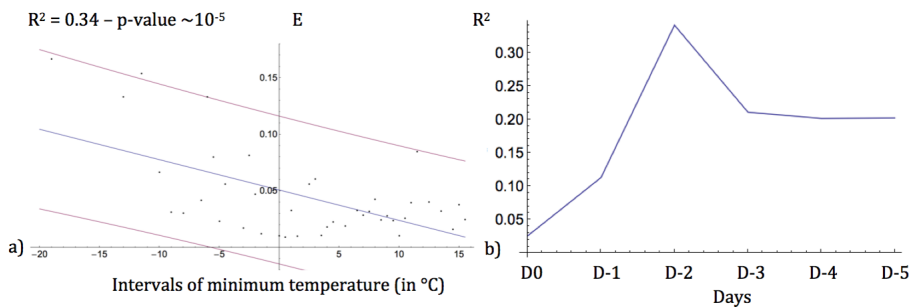 R² = 0.34 – p-value ~10⁻⁵
E
0.15
0.10
0.05
−20 −15 −10 −5 0 5 10 15
a)
Intervals of minimum temperature (in °C)
R²
0.30
0.25
0.20
0.15
0.10
0.05
b)
D0 D-1 D-2 D-3 D-4 D-5
Days